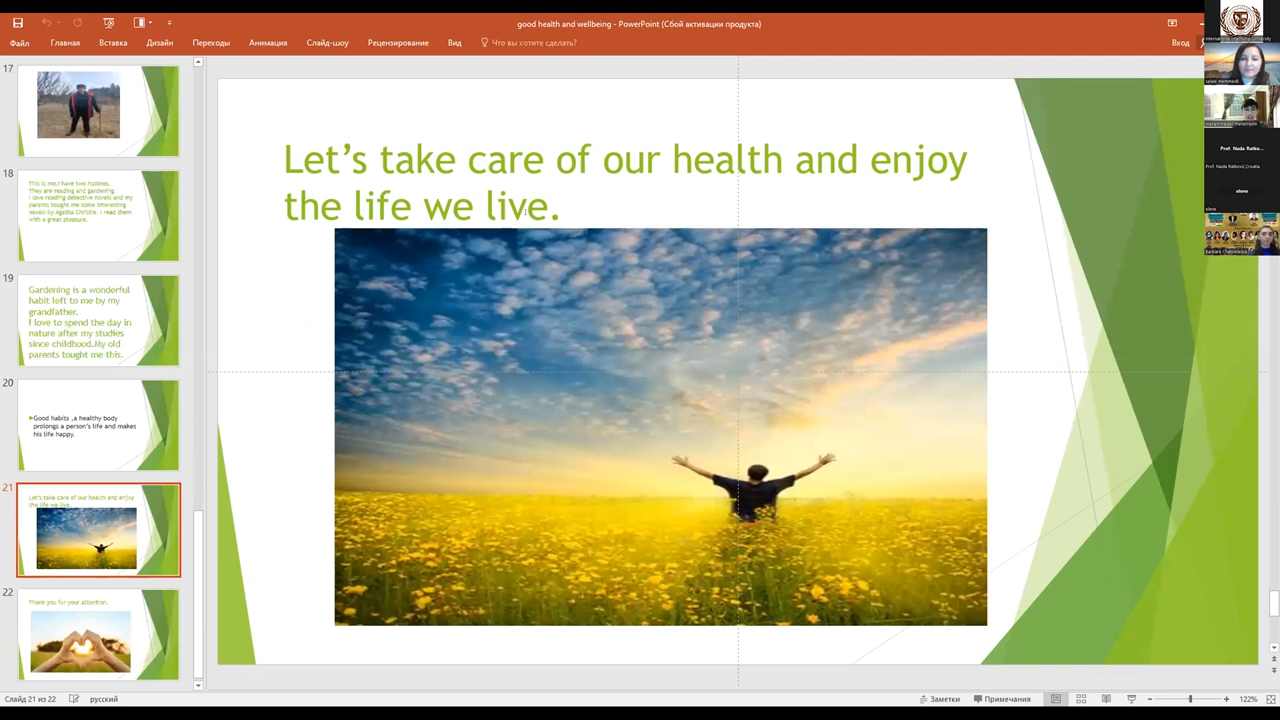 good health and wellbeing - PowerPoint (Сбой активации продукта)
Файл Главная Вставка Дизайн Переходы Анимация Слайд-шоу Рецензирование Вид Что вы хотите сделать? Вход
17
18
This is me.I have two hobbies.
They are reading and gardening.
I love reading detective novels and my
parents bought me some interesting
novels by Agatha Christie. I read them
with a great pleasure.
19
Gardening is a wonderful
habit left to me by my
grandfather.
I love to spend the day in
nature after my studies
since childhood.My old
parents tought me this.
20
Good habits ,a healthy body
prolongs a person's life and makes
his life happy.
21
Let's take care of our health and enjoy
the life we live.
22
Thank you for your attention.
Let's take care of our health and enjoy
the life we live.
Prof. Nada Ratko...
Prof. Nada Ratković,Croatia
elene
elene
Слайд 21 из 22 русский Заметки Примечания 122%